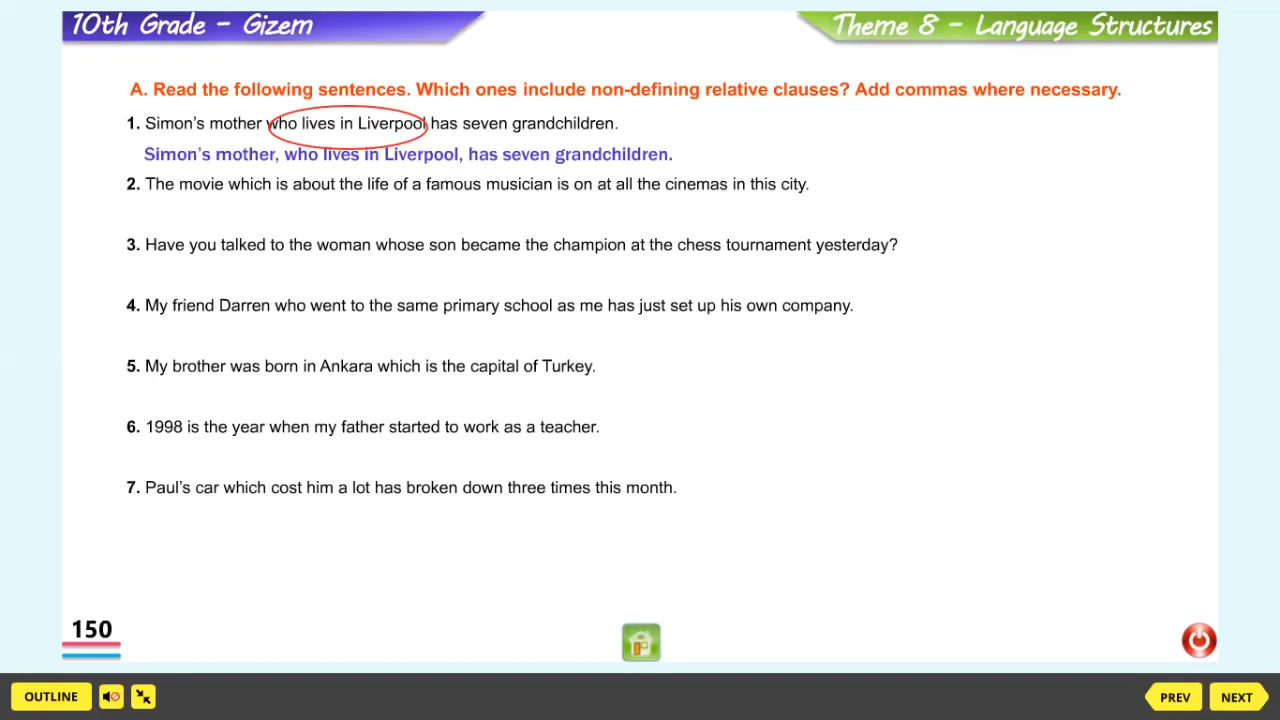 10th Grade - Gizem
Theme 8 - Language Structures
A. Read the following sentences. Which ones include non-defining relative clauses? Add commas where necessary.
1. Simon's mother who lives in Liverpool has seven grandchildren.
Simon's mother, who lives in Liverpool, has seven grandchildren.
2. The movie which is about the life of a famous musician is on at all the cinemas in this city.
3. Have you talked to the woman whose son became the champion at the chess tournament yesterday?
4. My friend Darren who went to the same primary school as me has just set up his own company.
5. My brother was born in Ankara which is the capital of Turkey.
6. 1998 is the year when my father started to work as a teacher.
7. Paul's car which cost him a lot has broken down three times this month.
150
OUTLINE
PREV
NEXT